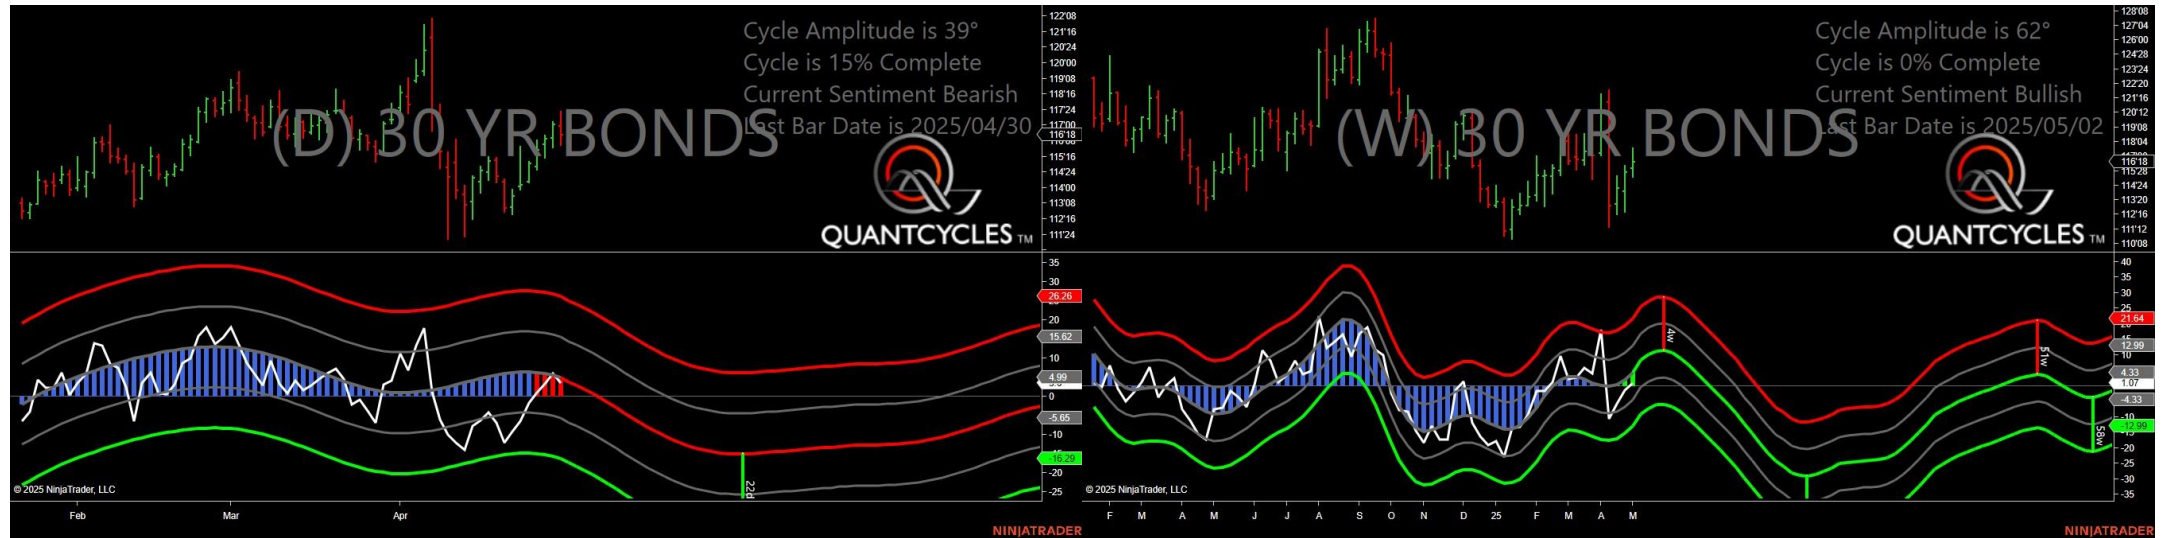 Cycle Amplitude is 39°
Cycle is 15% Complete
Current Sentiment Bearish
Last Bar Date is 2025/04/30
(D) 30 YR BONDS
QUANTCYCLES TM
122'08
121'16
120'24
120'00
119'08
118'16
117'24
117'00
116'18
115'16
114'24
114'00
113'08
112'16
111'24
35
26.26
20
15.62
10
4.99
0
-5.65
-10
-16.29
-20
-25
22d
© 2025 NinjaTrader, LLC
Feb
Mar
Apr
NINJATRADER
Cycle Amplitude is 62°
Cycle is 0% Complete
Current Sentiment Bullish
Last Bar Date is 2025/05/02
(W) 30 YR BONDS
QUANTCYCLES TM
128'08
127'04
126'00
124'28
123'24
122'20
121'16
120'12
119'08
118'04
116'18
115'28
114'24
113'20
112'16
111'12
110'08
40
35
30
25
21.64
12.99
10
4.33
1.07
-4.33
-10
-12.99
-20
-25
-30
-35
4w
51w
58w
© 2025 NinjaTrader, LLC
F
M
A
M
J
J
A
S
O
N
D
25
F
M
A
M
NINJATRADER